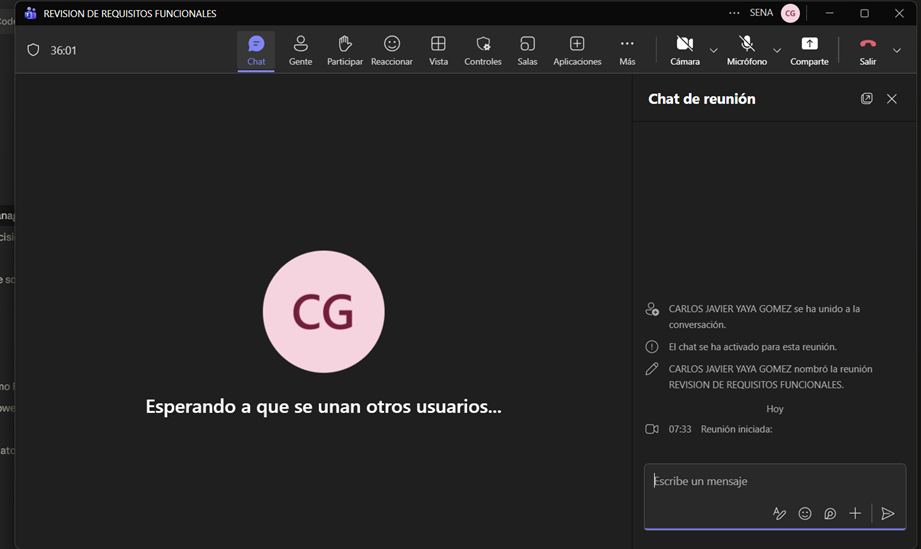 REVISION DE REQUISITOS FUNCIONALES
SENA
CG
36:01
Chat
Gente
Participar
Reaccionar
Vista
Controles
Salas
Aplicaciones
Más
Cámara
Micrófono
Comparte
Salir
Chat de reunión
CG
Esperando a que se unan otros usuarios...
CARLOS JAVIER YAYA GOMEZ se ha unido a la
conversación.
El chat se ha activado para esta reunión.
CARLOS JAVIER YAYA GOMEZ nombró la reunión
REVISION DE REQUISITOS FUNCIONALES.
Hoy
07:33 Reunión iniciada:
Escribe un mensaje